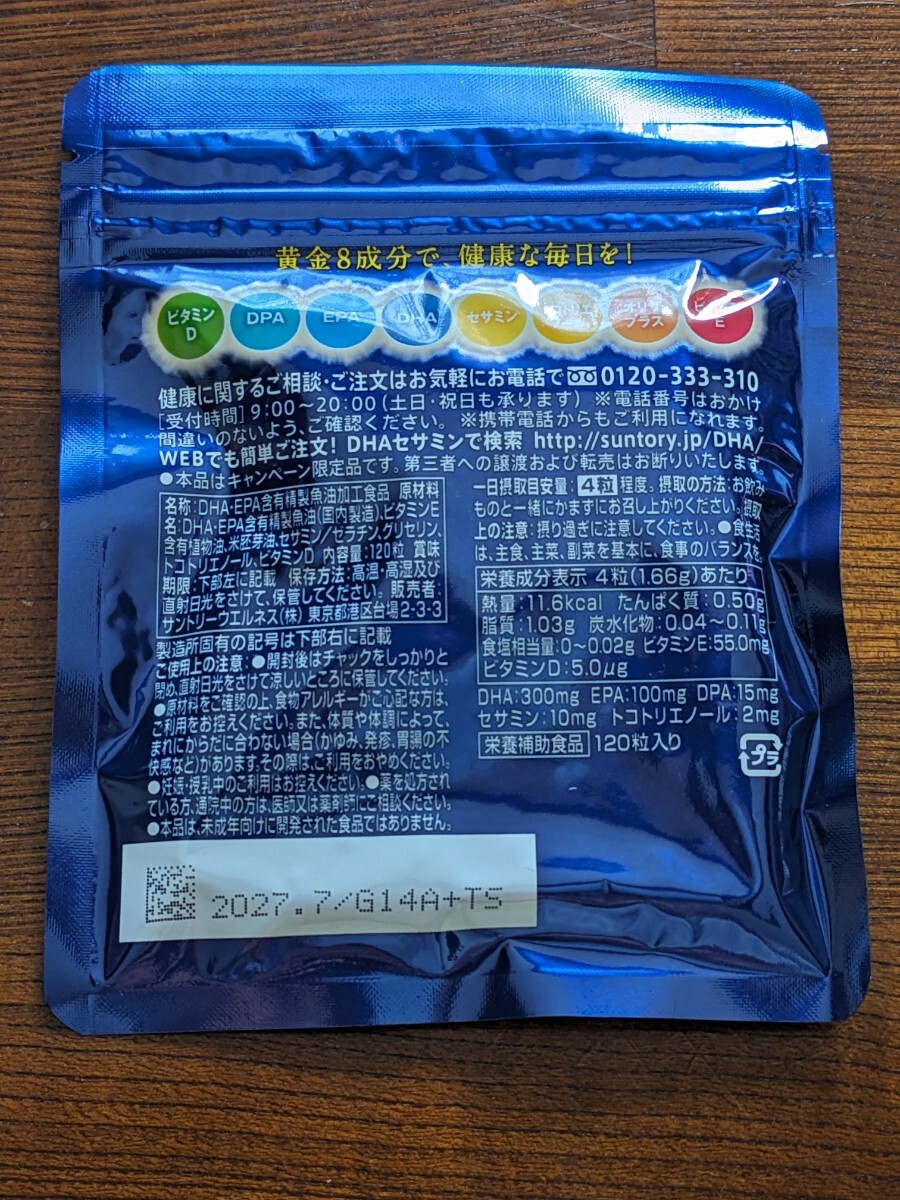 黄金8成分で、健康な毎日を!
ビタミン
D
DPA
EPA
DHA
セサミン
オリザ
プラス
E
健康に関するご相談・ご注文はお気軽にお電話で 0120-333-310
[受付時間] 9:00~20:00 (土日・祝日も承ります) ※電話番号はおかけ
間違いのないよう、ご確認ください。 ※携帯電話からもご利用になれます。
WEBでも簡単ご注文! DHAセサミンで検索 http://suntory.jp/DHA/
●本品はキャンペーン限定品です。第三者への譲渡および転売はお断りいたします。
名称:DHA・EPA含有精製魚油加工食品 原材料
名:DHA・EPA含有精製魚油(国内製造)、ビタミンE
含有植物油、米胚芽油、セサミン/ゼラチン、グリセリン、
トコトリエノール、ビタミンD 内容量:120粒 賞味
期限:下部左に記載 保存方法:高温・高湿及び
直射日光をさけて、保管してください。 販売者:
サントリーウエルネス(株) 東京都港区台場2-3-3
製造所固有の記号は下部右に記載
ご使用上の注意:●開封後はチャックをしっかりと
閉め、直射日光をさけて涼しいところに保管してください。
●原材料をご確認の上、食物アレルギーがご心配な方は、
ご利用をお控えください。また、体質や体調によって、
まれにからだに合わない場合(かゆみ、発疹、胃腸の不
快感など)があります。その際は、ご利用をおやめください。
●妊娠・授乳中のご利用はお控えください。●薬を処方され
ている方、通院中の方は、医師又は薬剤師にご相談ください。
●本品は、未成年向けに開発された食品ではありません。
一日摂取目安量:4粒程度。摂取の方法:お飲み
ものと一緒にかまずにお召し上がりください。摂取
上の注意:摂り過ぎに注意してください。●食生活
は、主食、主菜、副菜を基本に、食事のバランスを
栄養成分表示 4粒(1.66g)あたり
熱量:11.6kcal たんぱく質:0.50g
脂質:1.03g 炭水化物:0.04~0.11g
食塩相当量:0~0.02g ビタミンE:55.0mg
ビタミンD:5.0μg
DHA:300mg EPA:100mg DPA:15mg
セサミン:10mg トコトリエノール:2mg
栄養補助食品 120粒入り
プラ
2027.7/G14A+TS